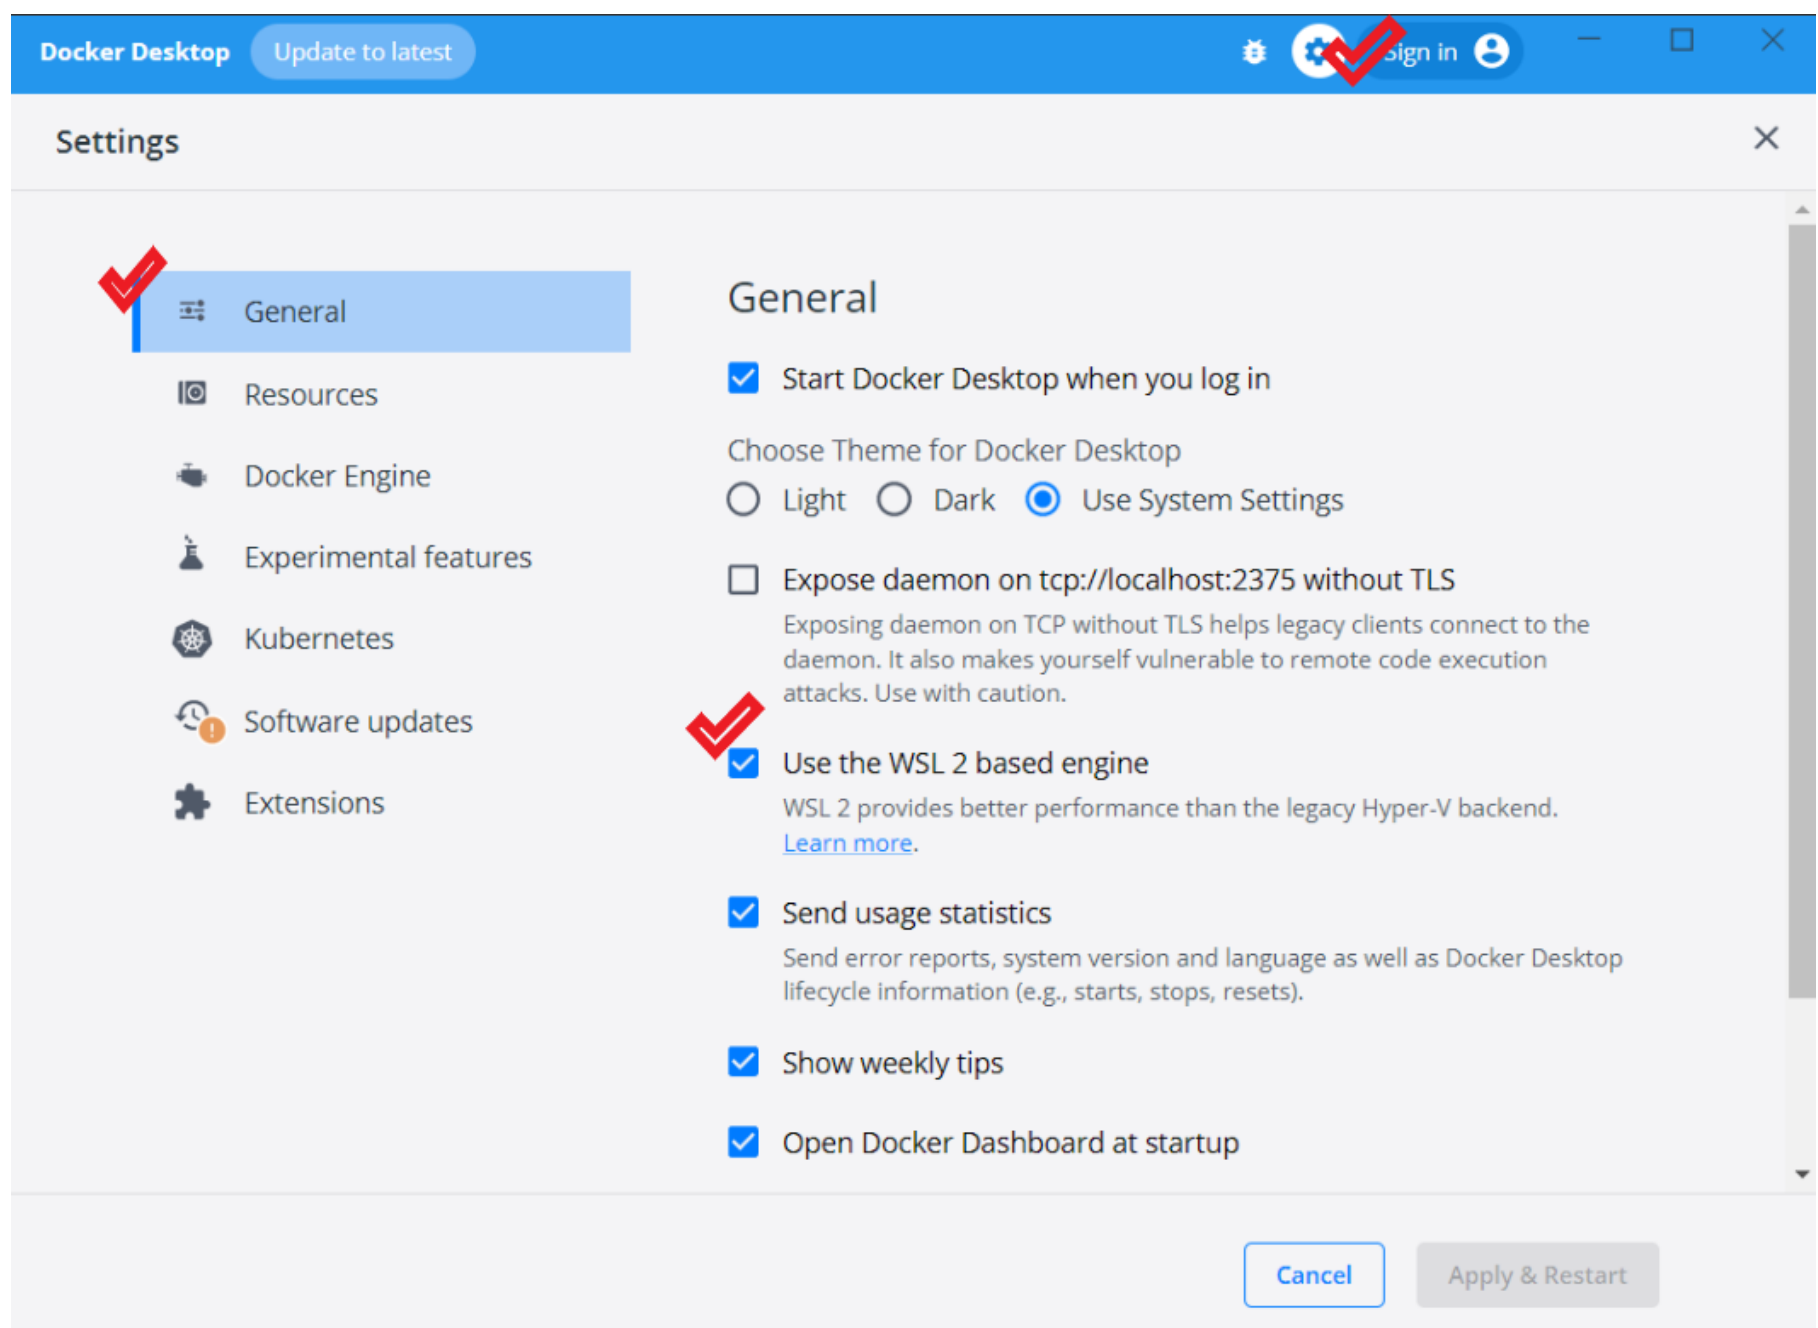 Docker Desktop Update to latest Sign in
Settings
General
Resources
Docker Engine
Experimental features
Kubernetes
Software updates
Extensions
General
Start Docker Desktop when you log in
Choose Theme for Docker Desktop
Light Dark Use System Settings
Expose daemon on tcp://localhost:2375 without TLS
Exposing daemon on TCP without TLS helps legacy clients connect to the
daemon. It also makes yourself vulnerable to remote code execution
attacks. Use with caution.
Use the WSL 2 based engine
WSL 2 provides better performance than the legacy Hyper-V backend.
Learn more.
Send usage statistics
Send error reports, system version and language as well as Docker Desktop
lifecycle information (e.g., starts, stops, resets).
Show weekly tips
Open Docker Dashboard at startup
Cancel Apply & Restart